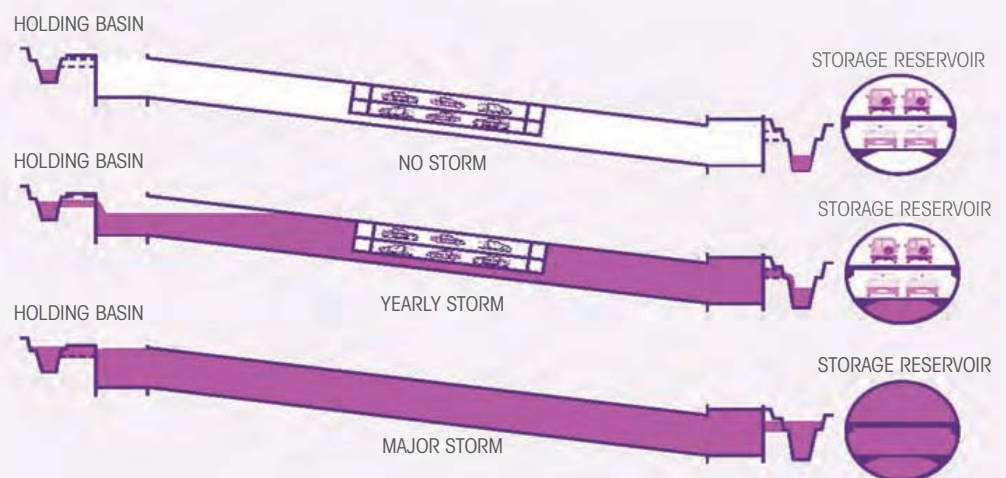 HOLDING BASIN
STORAGE RESERVOIR
NO STORM
HOLDING BASIN
STORAGE RESERVOIR
YEARLY STORM
HOLDING BASIN
STORAGE RESERVOIR
MAJOR STORM